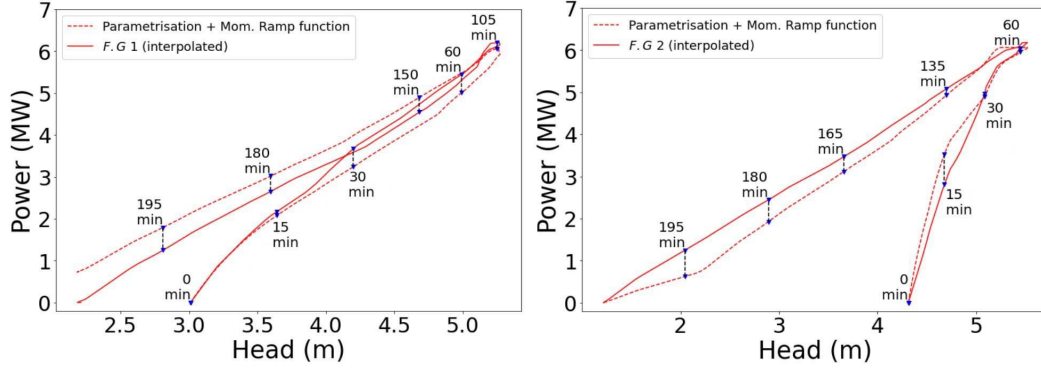 Parametrisation + Mom. Ramp function
F.G 1 (interpolated)
Power (MW)
6
5
4
3
2
1
0
105
min
60
min
150
min
180
min
30
min
195
min
15
min
0
min
2.5
3.0
3.5
4.0
4.5
5.0
Head (m)
Parametrisation + Mom. Ramp function
F.G 2 (interpolated)
Power (MW)
7
6
5
4
3
2
1
0
60
min
135
min
30
min
165
min
180
min
15
min
195
min
0
min
2
3
4
5
Head (m)